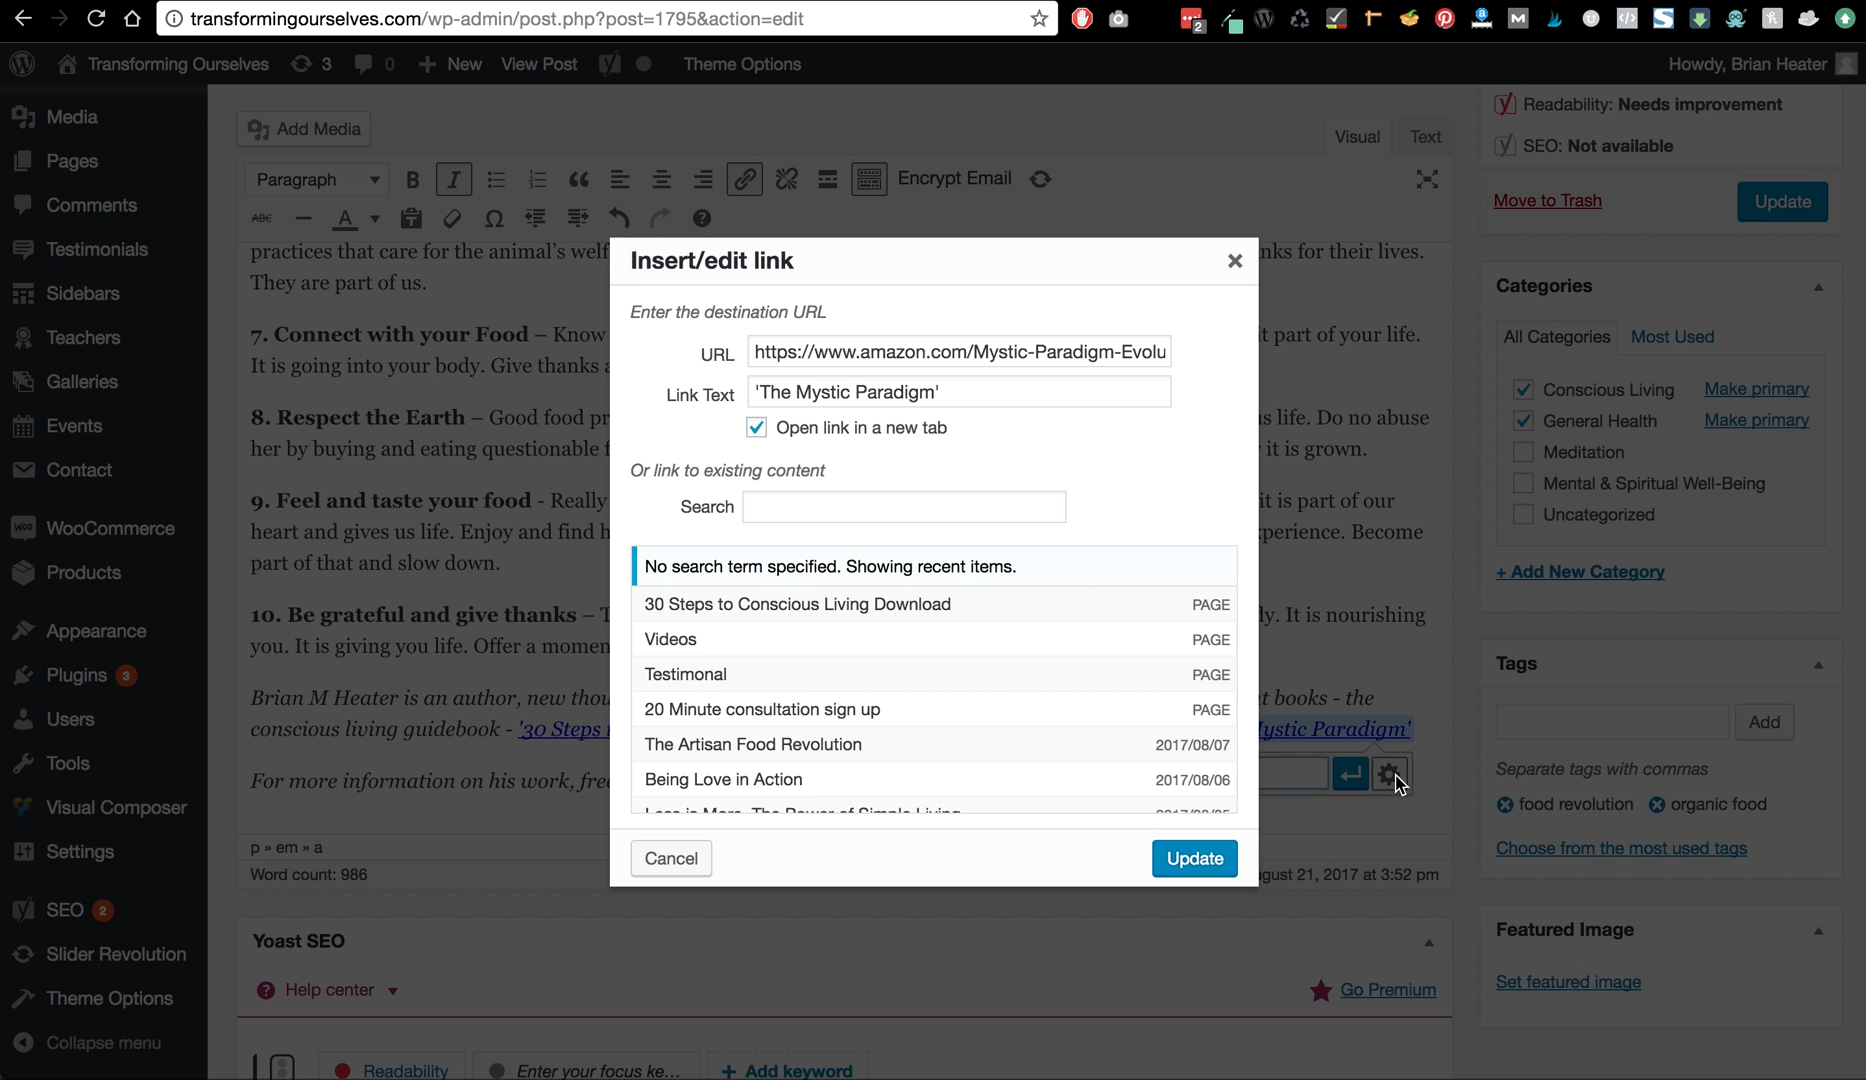 transformingourselves.com/wp-admin/post.php?post=1795&action=edit
2
Transforming Ourselves
3
0
New
View Post
Theme Options
Howdy, Brian Heater
Media
Pages
Comments
Testimonials
Sidebars
Teachers
Galleries
Events
Contact
WooCommerce
Products
Appearance
Plugins 3
Users
Tools
Visual Composer
Settings
SEO 2
Slider Revolution
Theme Options
Collapse menu
Add Media
Visual
Text
Paragraph
B
I
Encrypt Email
ABC
A
practices that care for the animal's welf
nks for their lives.
They are part of us.
7. Connect with your Food – Know
it part of your life.
It is going into your body. Give thanks a
8. Respect the Earth – Good food pr
us life. Do no abuse
her by buying and eating questionable f
it is grown.
9. Feel and taste your food - Really
it is part of our
heart and gives us life. Enjoy and find h
xperience. Become
part of that and slow down.
10. Be grateful and give thanks – T
ly. It is nourishing
you. It is giving you life. Offer a momen
Brian M Heater is an author, new thou
t books - the
conscious living guidebook - '30 Steps
Mystic Paradigm'
For more information on his work, free
p » em » a
Word count: 986
ugust 21, 2017 at 3:52 pm
Insert/edit link
Enter the destination URL
URL
https://www.amazon.com/Mystic-Paradigm-Evolu
Link Text
'The Mystic Paradigm'
Open link in a new tab
Or link to existing content
Search
No search term specified. Showing recent items.
30 Steps to Conscious Living Download PAGE
Videos PAGE
Testimonal PAGE
20 Minute consultation sign up PAGE
The Artisan Food Revolution 2017/08/07
Being Love in Action 2017/08/06
Less is More. The Power of Simple Living
Cancel
Update
Yoast SEO
Help center
Go Premium
Readability
Enter your focus ke...
Add keyword
Readability: Needs improvement
SEO: Not available
Move to Trash
Update
Categories
All Categories
Most Used
Conscious Living Make primary
General Health Make primary
Meditation
Mental & Spiritual Well-Being
Uncategorized
+ Add New Category
Tags
Add
Separate tags with commas
food revolution
organic food
Choose from the most used tags
Featured Image
Set featured image